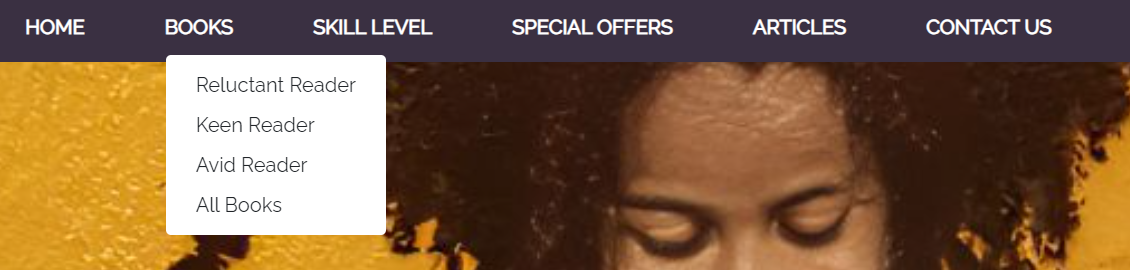 HOME BOOKS SKILL LEVEL SPECIAL OFFERS ARTICLES CONTACT US
Reluctant Reader
Keen Reader
Avid Reader
All Books